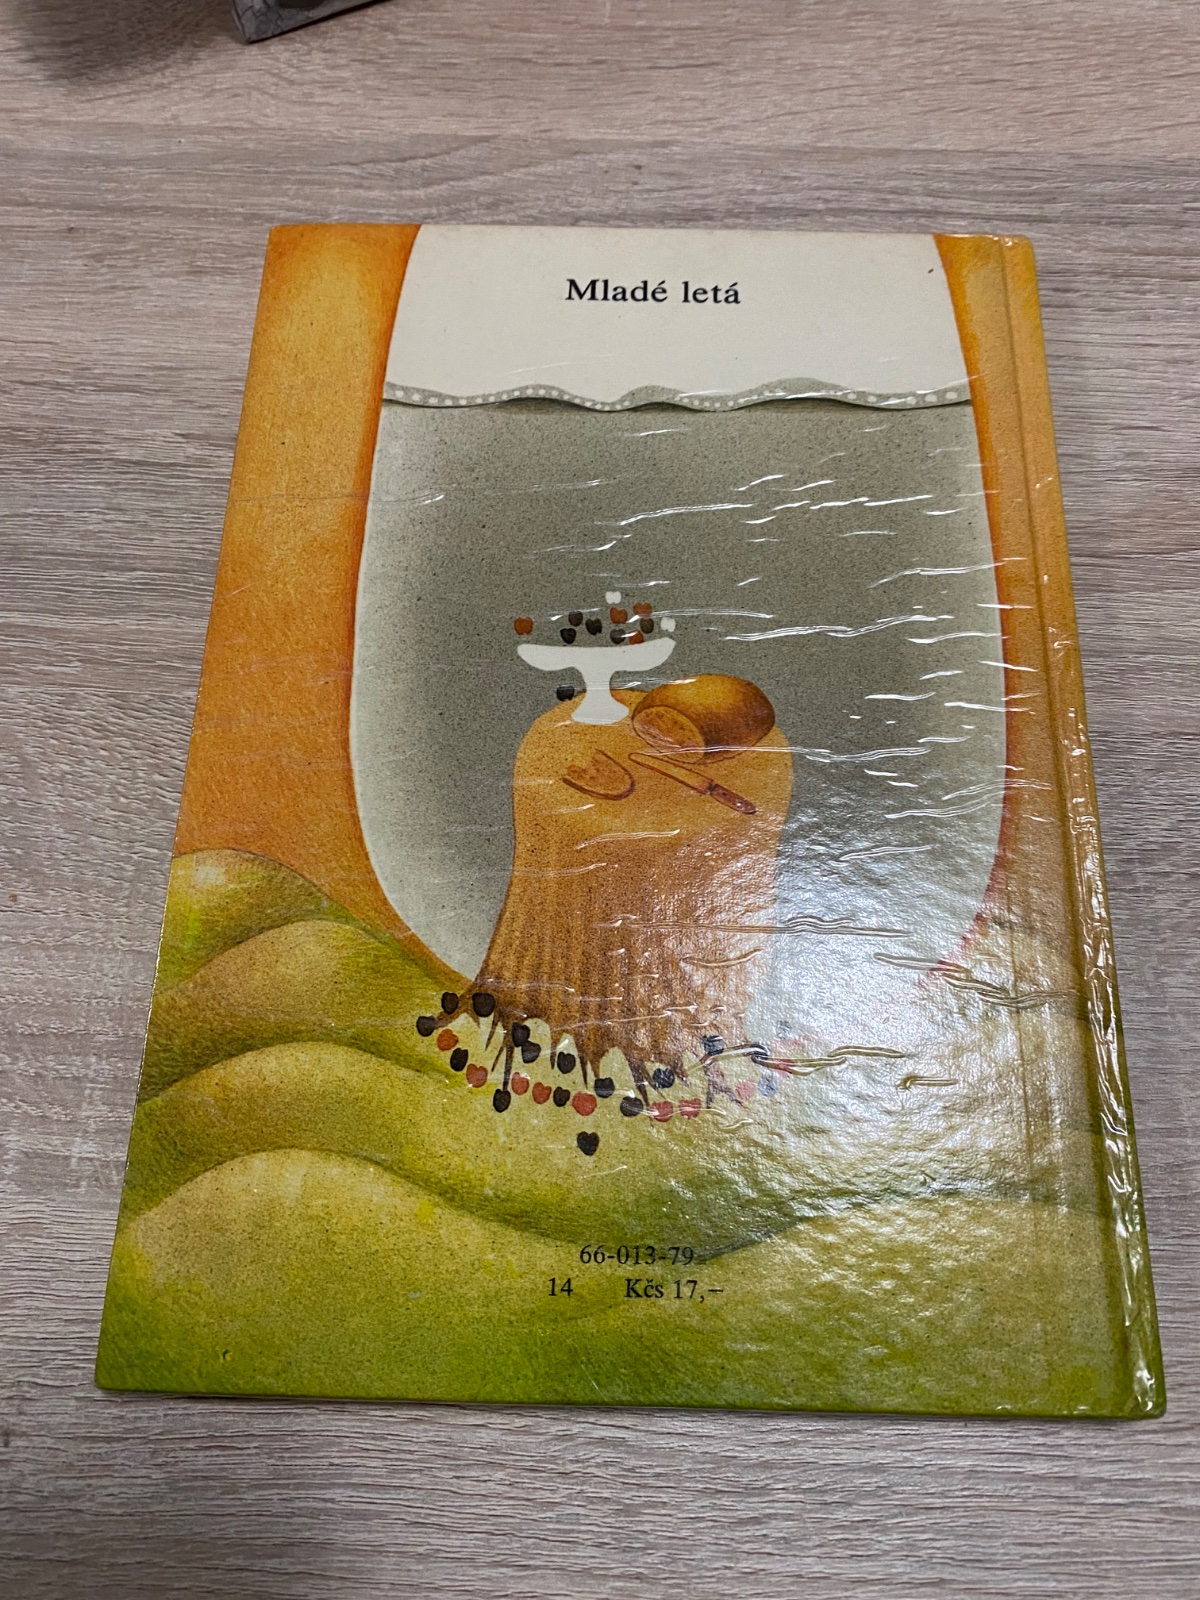 Mladé letá
66-013-79
14 Kčs 17,–